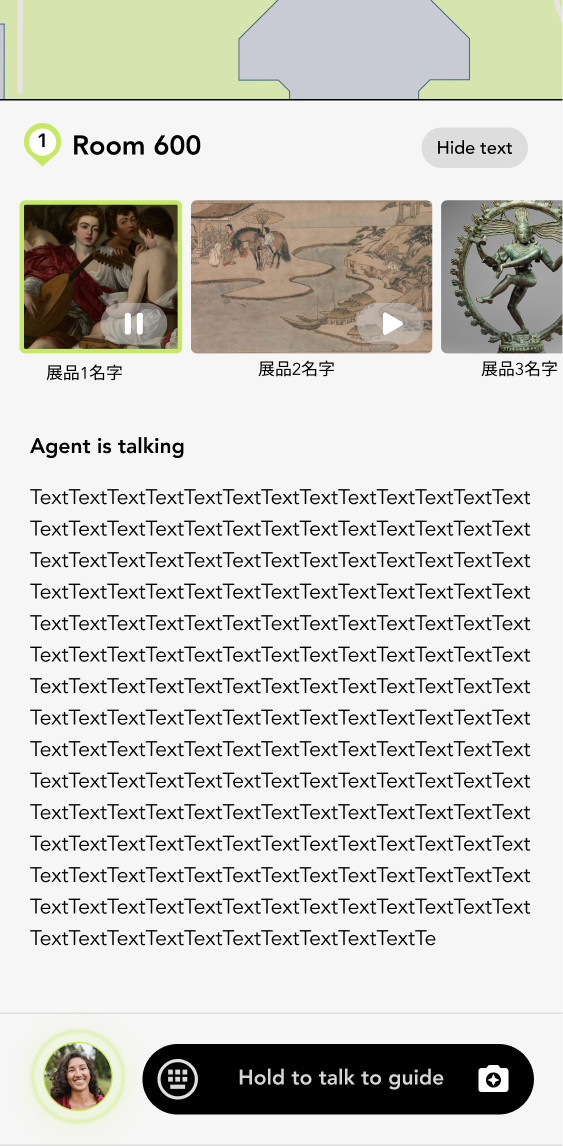 1 Room 600
Hide text
展品1名字
展品2名字
展品3名字
Agent is talking
TextTextTextTextTextTextTextTextTextTextTextTextText
TextTextTextTextTextTextTextTextTextTextTextTextText
TextTextTextTextTextTextTextTextTextTextTextTextText
TextTextTextTextTextTextTextTextTextTextTextTextText
TextTextTextTextTextTextTextTextTextTextTextTextText
TextTextTextTextTextTextTextTextTextTextTextTextText
TextTextTextTextTextTextTextTextTextTextTextTextText
TextTextTextTextTextTextTextTextTextTextTextTextText
TextTextTextTextTextTextTextTextTextTextTextTextText
TextTextTextTextTextTextTextTextTextTextTextTextText
TextTextTextTextTextTextTextTextTextTextTextTextText
TextTextTextTextTextTextTextTextTextTextTextTextText
TextTextTextTextTextTextTextTextTextTextTextTextText
TextTextTextTextTextTextTextTextTextTextTextTextText
TextTextTextTextTextTextTextTextTextTextTe
Hold to talk to guide